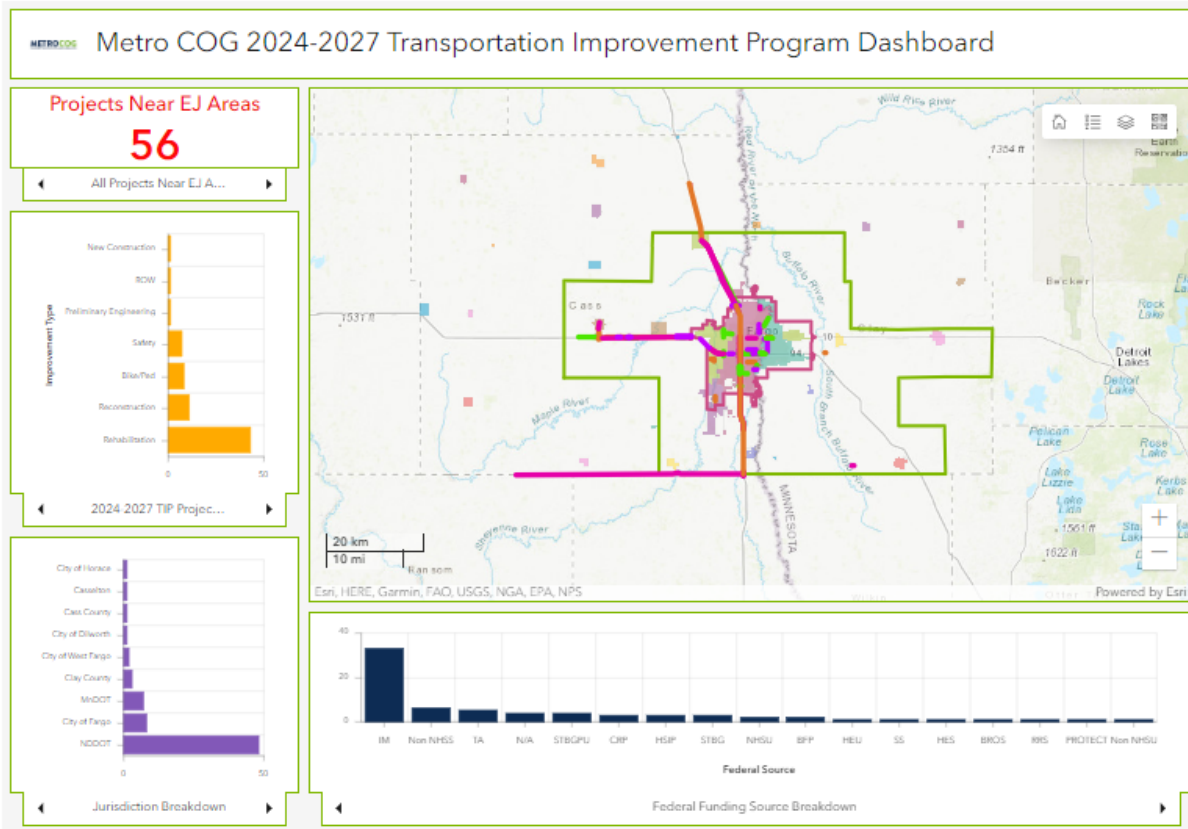 METROCOG
Metro COG 2024-2027 Transportation Improvement Program Dashboard
Projects Near EJ Areas
56
All Projects Near EJ A...
Improvement Type
New Construction
ROW
Preliminary Engineering
Safety
Bike/Ped
Reconstruction
Rehabilitation
0
50
2024-2027 TIP Projec...
City of Horace
Casselton
Cass County
City of Dilworth
City of West Fargo
Clay County
MnDOT
City of Fargo
NDDOT
0
50
Jurisdiction Breakdown
Wild Rice River
Red River of the North
1354 ft
Earth
Reservatio
Buffalo River
Becker
Cass
1531 ft
Clay
10
94
Rock
Lake
Detroit
Lakes
Detroit
Lake
Maple River
South Branch Buffalo River
Pelican
Lake
Rose
Lake
Lake
Lizzie
Kerbs
Lake
Lake
Lida
Sheyenne River
MINNESOTA
1561 ft
1622 ft
20 km
10 mi
Ransom
Esri, HERE, Garmin, FAO, USGS, NGA, EPA, NPS
Powered by Esri
40
20
0
IM
Non NHSS
TA
N/A
STBGPU
CRP
HSIP
STBG
NHSU
BFP
HEU
SS
HES
BROS
RRS
PROTECT
Non NHSU
Federal Source
Federal Funding Source Breakdown